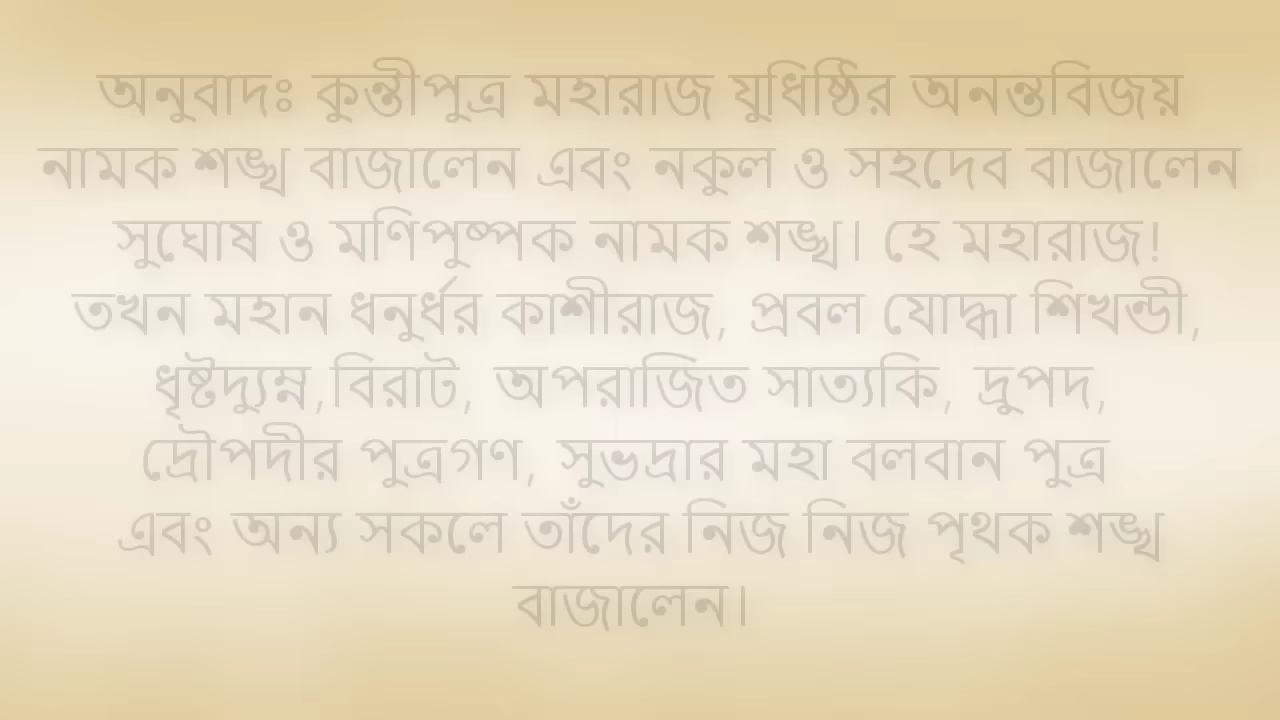 অনুবাদঃ কুন্তীপুত্র মহারাজ যুধিষ্ঠির অনন্তবিজয়
নামক শঙ্খ বাজালেন এবং নকুল ও সহদেব বাজালেন
সুঘোষ ও মণিপুষ্পক নামক শঙ্খ। হে মহারাজ!
তখন মহান ধনুর্ধর কাশীরাজ, প্রবল যোদ্ধা শিখন্ডী,
ধৃষ্টদ্যুম্ন,বিরাট, অপরাজিত সাত্যকি, দ্রুপদ,
দ্রৌপদীর পুত্রগণ, সুভদ্রার মহা বলবান পুত্র
এবং অন্য সকলে তাঁদের নিজ নিজ পৃথক শঙ্খ
বাজালেন।